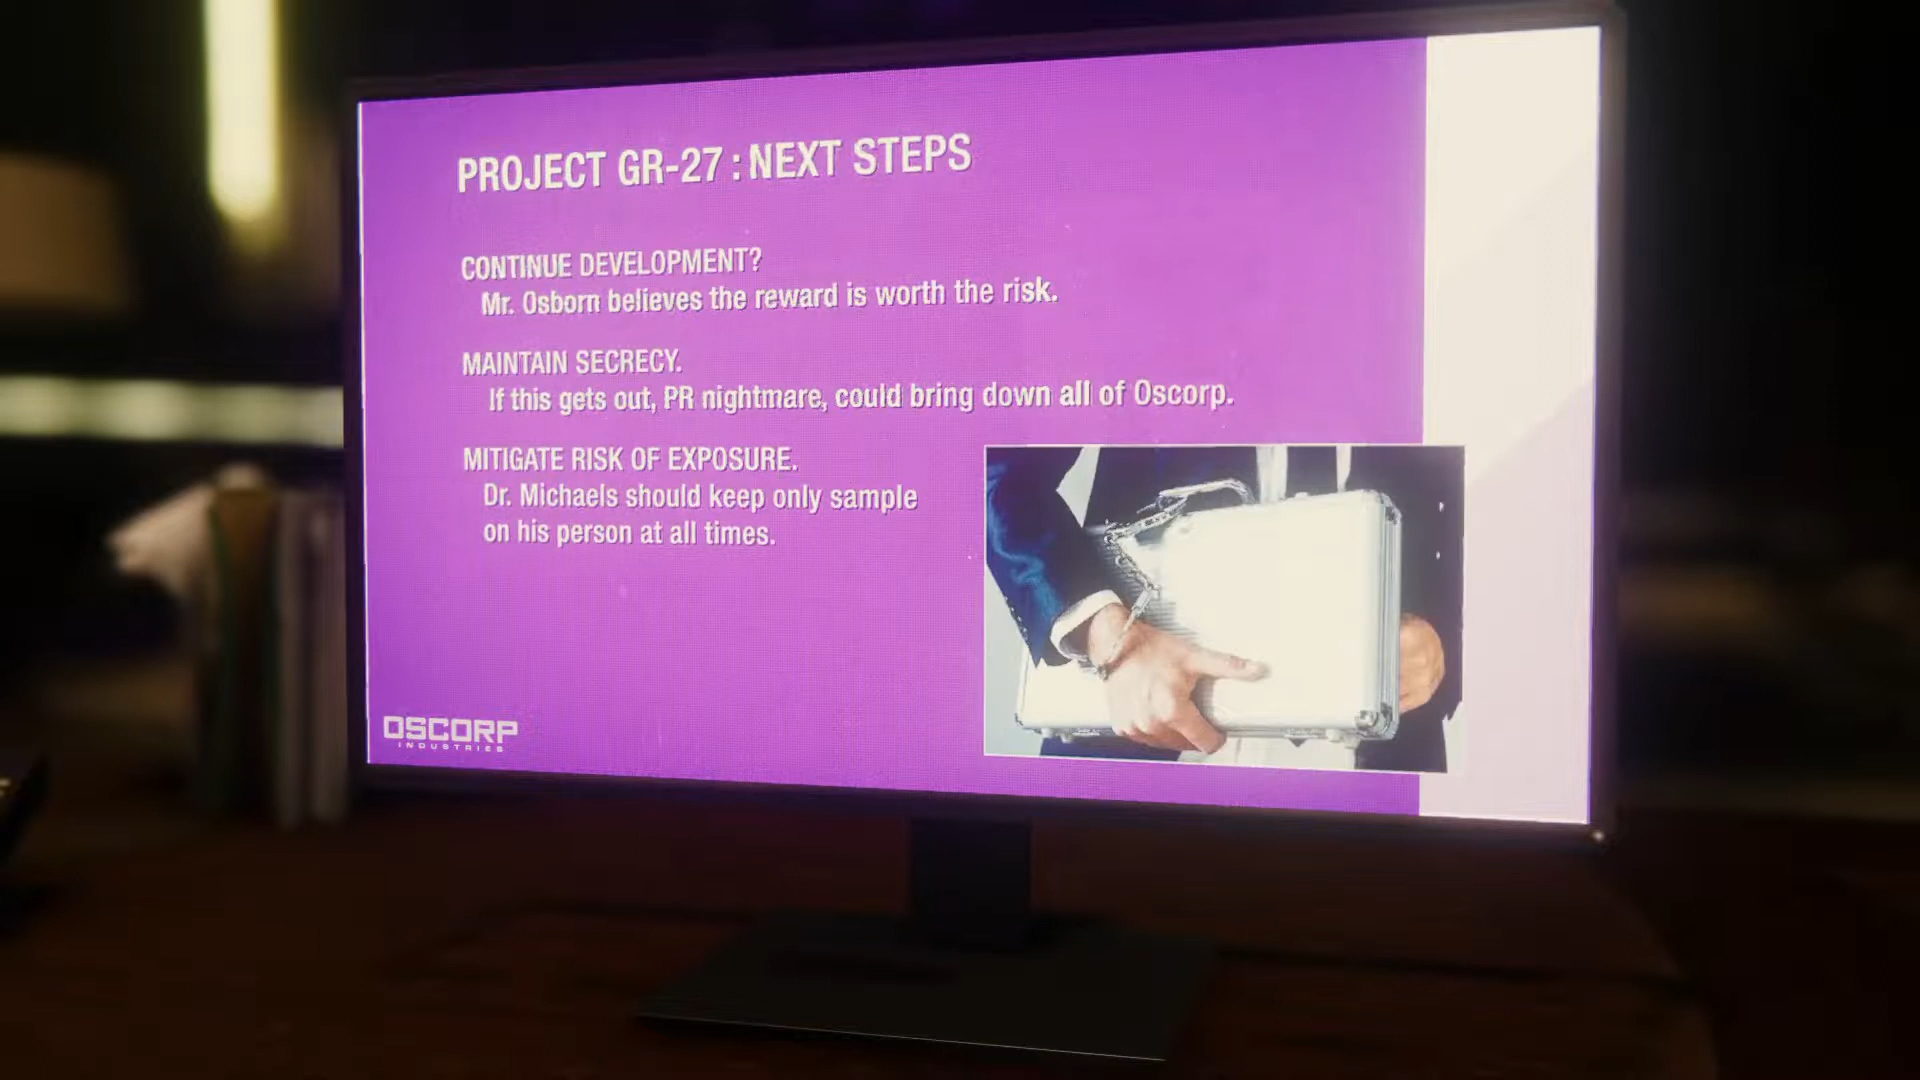 PROJECT GR-27 : NEXT STEPS
CONTINUE DEVELOPMENT?
Mr. Osborn believes the reward is worth the risk.
MAINTAIN SECRECY.
If this gets out, PR nightmare, could bring down all of Oscorp.
MITIGATE RISK OF EXPOSURE.
Dr. Michaels should keep only sample
on his person at all times.
OSCORP
INDUSTRIES